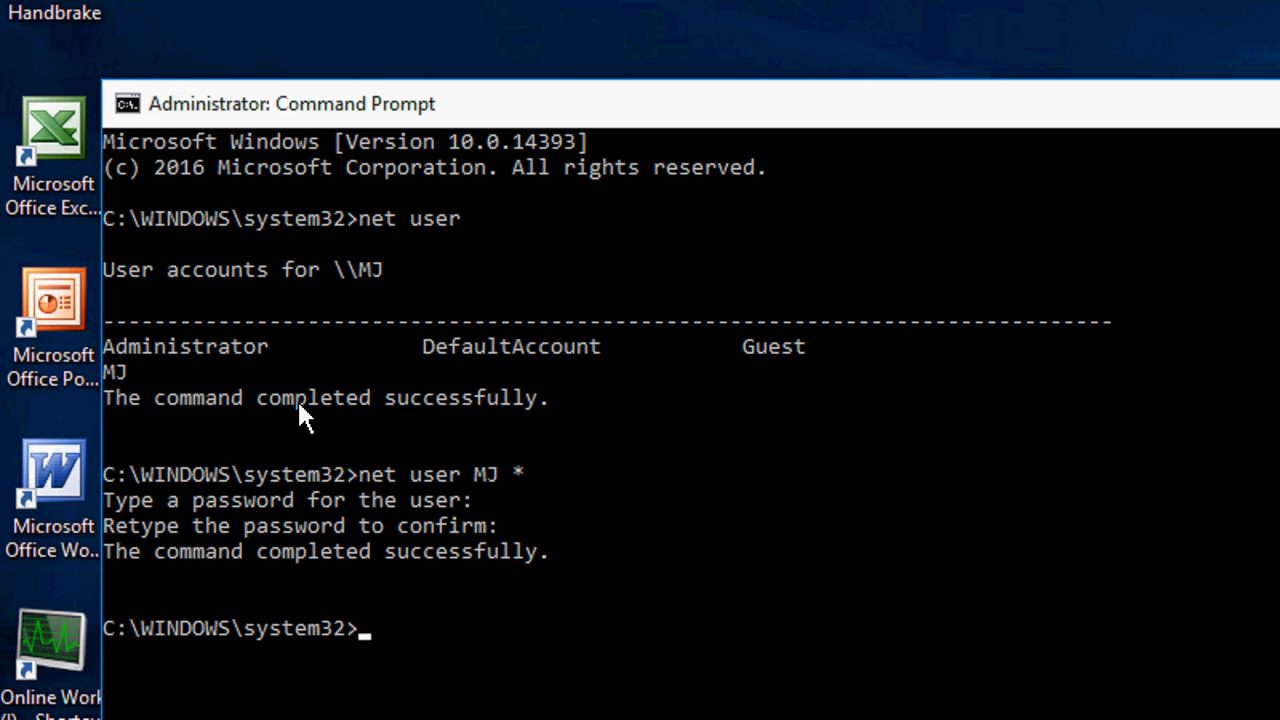 Handbrake
Microsoft
Office Exc...
Microsoft
Office Po...
Microsoft
Office Wo..
Online Work
Administrator: Command Prompt
Microsoft Windows [Version 10.0.14393]
(c) 2016 Microsoft Corporation. All rights reserved.
C:\WINDOWS\system32>net user
User accounts for \\MJ
-------------------------------------------------------------------------------
Administrator            DefaultAccount           Guest
MJ
The command completed successfully.
C:\WINDOWS\system32>net user MJ *
Type a password for the user:
Retype the password to confirm:
The command completed successfully.
C:\WINDOWS\system32>